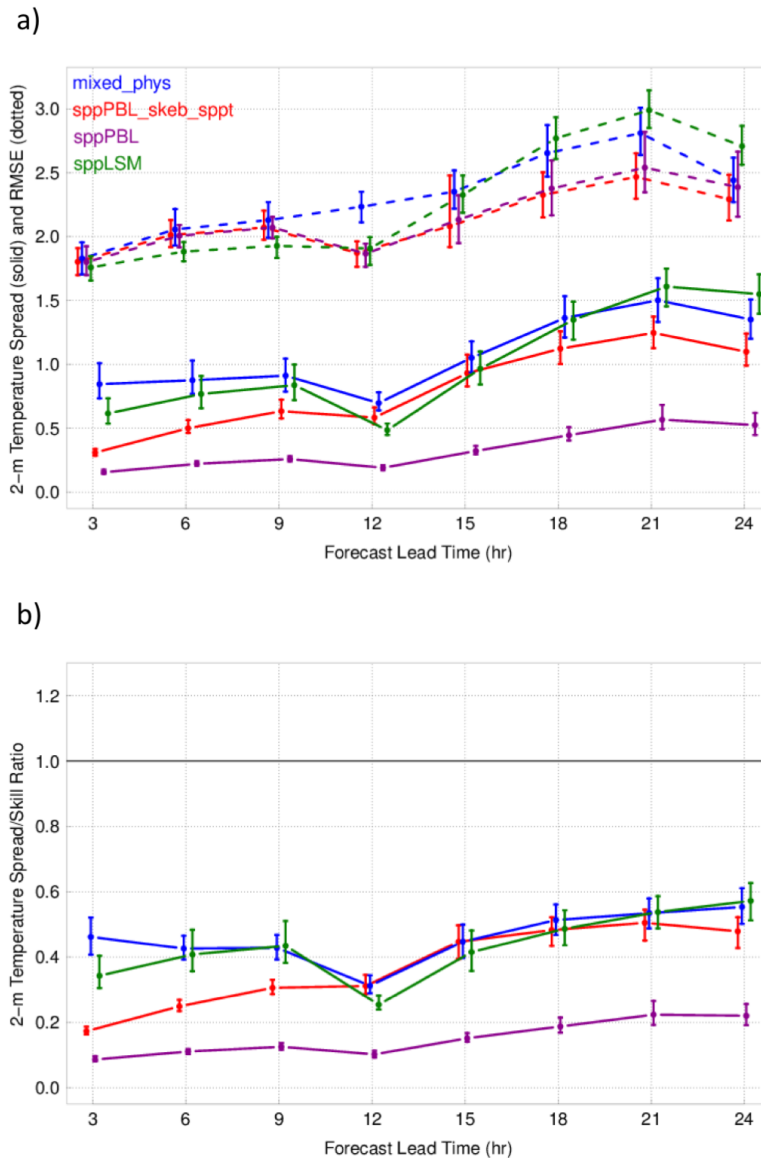 a)
mixed_phys
sppPBL_skeb_sppt
sppPBL
sppLSM
2-m Temperature Spread (solid) and RMSE (dotted)
3.0
2.5
2.0
1.5
1.0
0.5
0.0
3 6 9 12 15 18 21 24
Forecast Lead Time (hr)
b)
2-m Temperature Spread/Skill Ratio
1.2
1.0
0.8
0.6
0.4
0.2
0.0
3 6 9 12 15 18 21 24
Forecast Lead Time (hr)